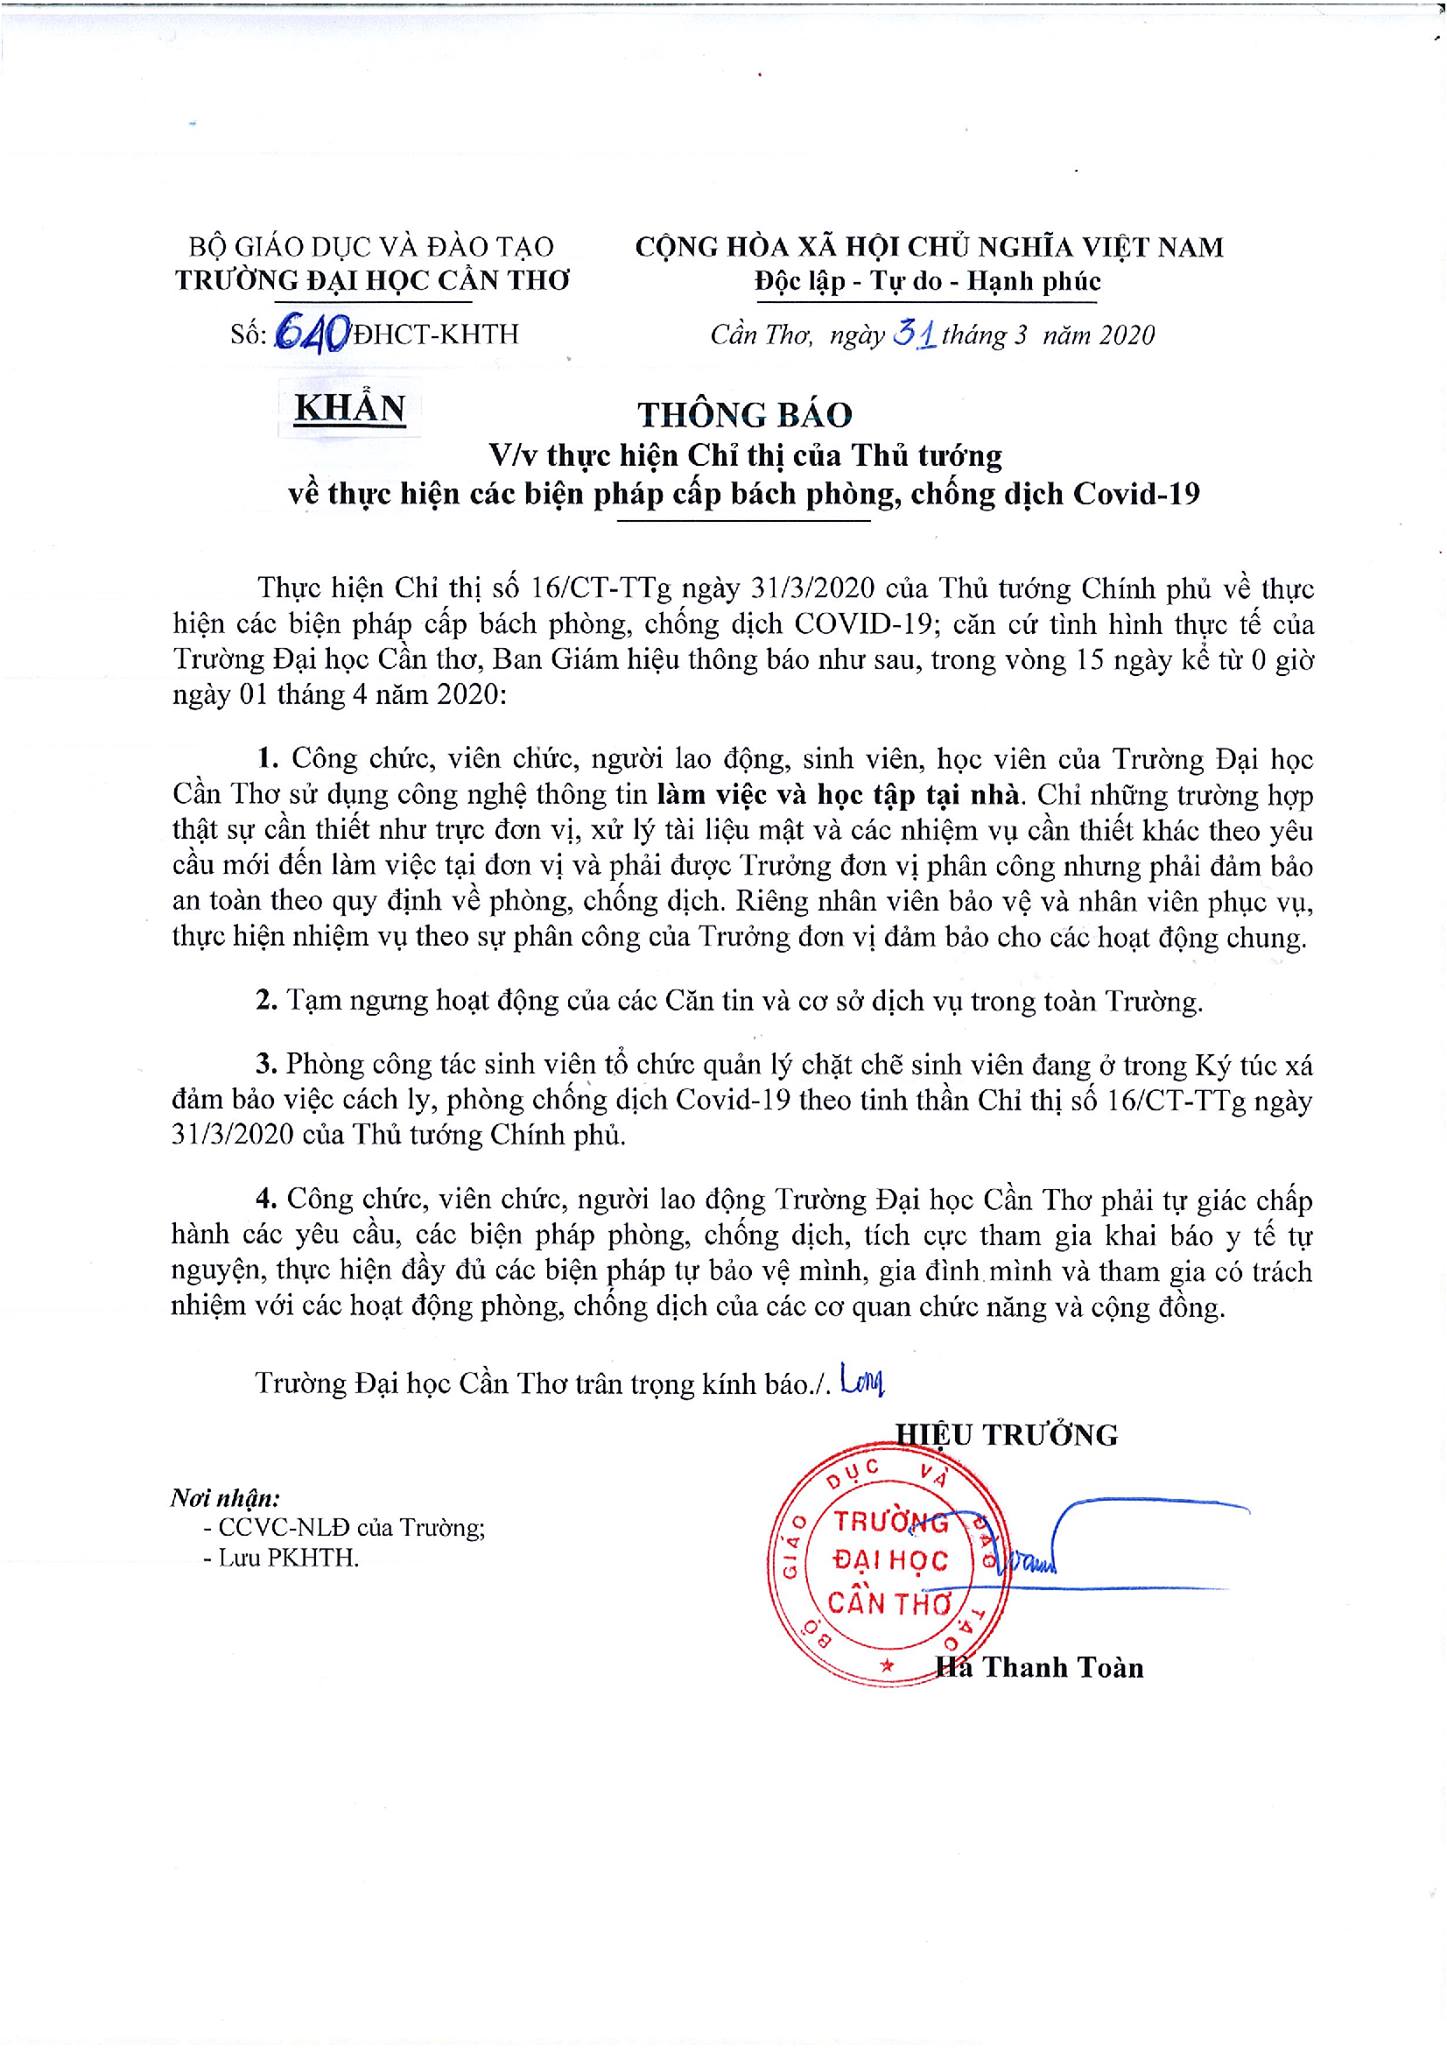 BỘ GIÁO DỤC VÀ ĐÀO TẠO
TRƯỜNG ĐẠI HỌC CẦN THƠ
Số: 640/ĐHCT-KHTH
CỘNG HÒA XÃ HỘI CHỦ NGHĨA VIỆT NAM
Độc lập - Tự do - Hạnh phúc
Cần Thơ, ngày 31 tháng 3 năm 2020
KHẨN
THÔNG BÁO
V/v thực hiện Chỉ thị của Thủ tướng
về thực hiện các biện pháp cấp bách phòng, chống dịch Covid-19
Thực hiện Chỉ thị số 16/CT-TTg ngày 31/3/2020 của Thủ tướng Chính phủ về thực
hiện các biện pháp cấp bách phòng, chống dịch COVID-19; căn cứ tình hình thực tế của
Trường Đại học Cần thơ, Ban Giám hiệu thông báo như sau, trong vòng 15 ngày kể từ 0 giờ
ngày 01 tháng 4 năm 2020:
1. Công chức, viên chức, người lao động, sinh viên, học viên của Trường Đại học
Cần Thơ sử dụng công nghệ thông tin làm việc và học tập tại nhà. Chỉ những trường hợp
thật sự cần thiết như trực đơn vị, xử lý tài liệu mật và các nhiệm vụ cần thiết khác theo yêu
cầu mới đến làm việc tại đơn vị và phải được Trưởng đơn vị phân công nhưng phải đảm bảo
an toàn theo quy định về phòng, chống dịch. Riêng nhân viên bảo vệ và nhân viên phục vụ,
thực hiện nhiệm vụ theo sự phân công của Trưởng đơn vị đảm bảo cho các hoạt động chung.
2. Tạm ngưng hoạt động của các Căn tin và cơ sở dịch vụ trong toàn Trường.
3. Phòng công tác sinh viên tổ chức quản lý chặt chẽ sinh viên đang ở trong Ký túc xá
đảm bảo việc cách ly, phòng chống dịch Covid-19 theo tinh thần Chỉ thị số 16/CT-TTg ngày
31/3/2020 của Thủ tướng Chính phủ.
4. Công chức, viên chức, người lao động Trường Đại học Cần Thơ phải tự giác chấp
hành các yêu cầu, các biện pháp phòng, chống dịch, tích cực tham gia khai báo y tế tự
nguyện, thực hiện đầy đủ các biện pháp tự bảo vệ mình, gia đình mình và tham gia có trách
nhiệm với các hoạt động phòng, chống dịch của các cơ quan chức năng và cộng đồng.
Trường Đại học Cần Thơ trân trọng kính báo./. Long
HIỆU TRƯỞNG
BỘ GIÁO DỤC VÀ ĐÀO TẠO
TRƯỜNG
ĐẠI HỌC
CẦN THƠ
Hà Thanh Toàn
Nơi nhận:
- CCVC-NLĐ của Trường;
- Lưu PKHTH.